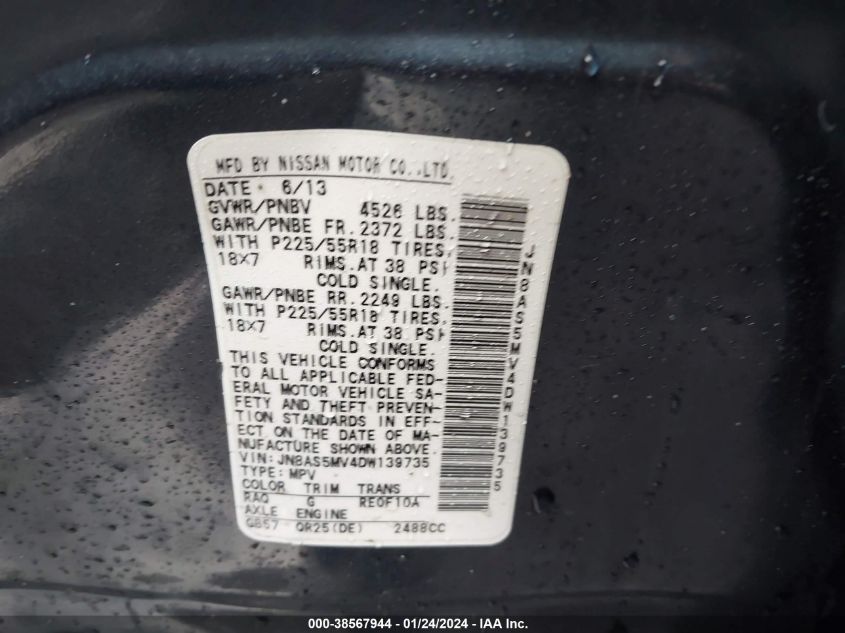 MFD BY NISSAN MOTOR CO.,LTD.
DATE 6/13
GVWR/PNBV 4526 LBS.
GAWR/PNBE FR. 2372 LBS.
WITH P225/55R18 TIRES,
18X7 RIMS.AT 38 PSI
COLD SINGLE.
GAWR/PNBE RR. 2249 LBS.
WITH P225/55R18 TIRES,
18X7 RIMS.AT 38 PSI
COLD SINGLE.
THIS VEHICLE CONFORMS
TO ALL APPLICABLE FED-
ERAL MOTOR VEHICLE SA-
FETY AND THEFT PREVEN-
TION STANDARDS IN EFF-
ECT ON THE DATE OF MA-
NUFACTURE SHOWN ABOVE.
VIN: JN8AS5MV4DW139735
TYPE: MPV
COLOR TRIM TRANS
RAQ G RE0F10A
AXLE ENGINE
GB57 QR25(DE) 2488CC
JN8AS5MV4DW139735
000-38567944 - 01/24/2024 - IAA Inc.